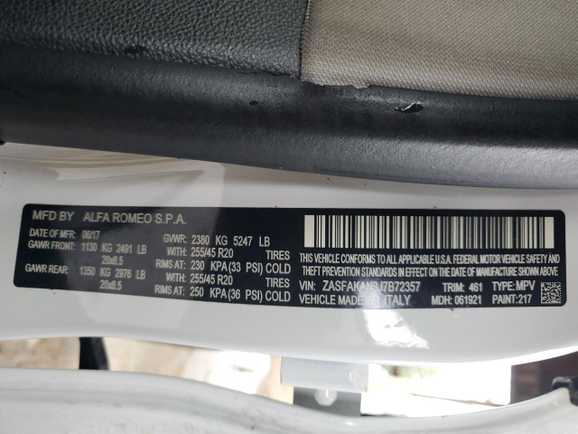 MFD BY ALFA ROMEO S.P.A.
DATE OF MFR: 06/17 GVWR: 2380 KG 5247 LB
GAWR FRONT: 1130 KG 2491 LB WITH: 255/45 R20 TIRES
20x8.5 RIMS AT: 230 KPA (33 PSI) COLD
GAWR REAR: 1350 KG 2976 LB WITH: 255/45 R20 TIRES
20x8.5 RIMS AT: 250 KPA (36 PSI) COLD
THIS VEHICLE CONFORMS TO ALL APPLICABLE U.S.A. FEDERAL MOTOR VEHICLE SAFETY AND
THEFT PREVENTION STANDARDS IN EFFECT ON THE DATE OF MANUFACTURE SHOWN ABOVE
VIN: TRIM: 461 TYPE: MPV
VEHICLE MADE IN ITALY MDH: 061921 PAINT: 217